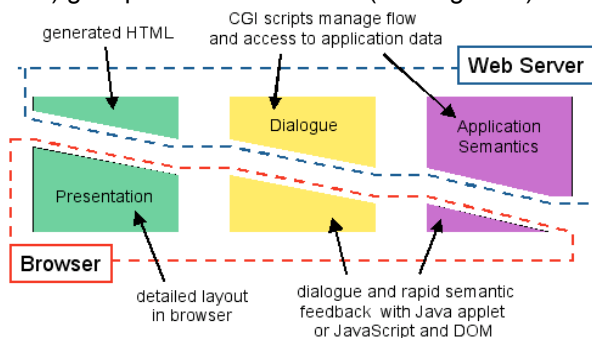 generated HTML
CGI scripts manage flow
and access to application data
Web Server
Dialogue
Application
Semantics
Presentation
Browser
detailed layout
in browser
dialogue and rapid semantic
feedback with Java applet
or JavaScript and DOM